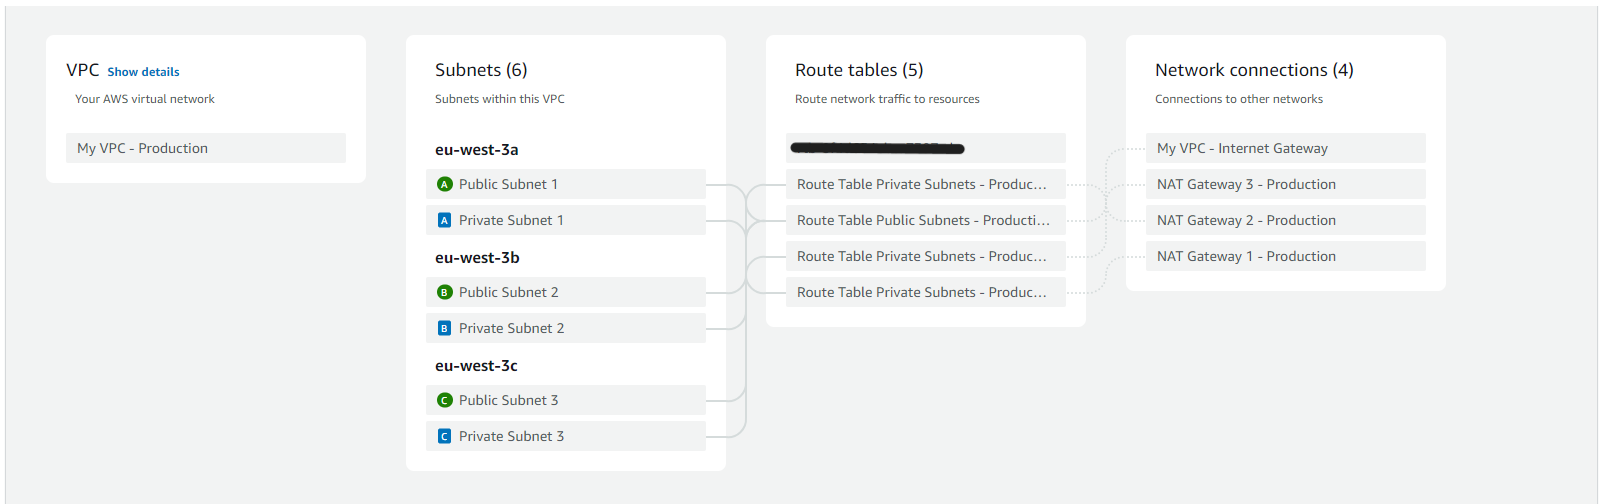 VPC Show details
Your AWS virtual network
My VPC - Production
Subnets (6)
Subnets within this VPC
eu-west-3a
A Public Subnet 1
A Private Subnet 1
eu-west-3b
B Public Subnet 2
B Private Subnet 2
eu-west-3c
C Public Subnet 3
C Private Subnet 3
Route tables (5)
Route network traffic to resources
Route Table Private Subnets - Produc...
Route Table Public Subnets - Producti...
Route Table Private Subnets - Produc...
Route Table Private Subnets - Produc...
Network connections (4)
Connections to other networks
My VPC - Internet Gateway
NAT Gateway 3 - Production
NAT Gateway 2 - Production
NAT Gateway 1 - Production